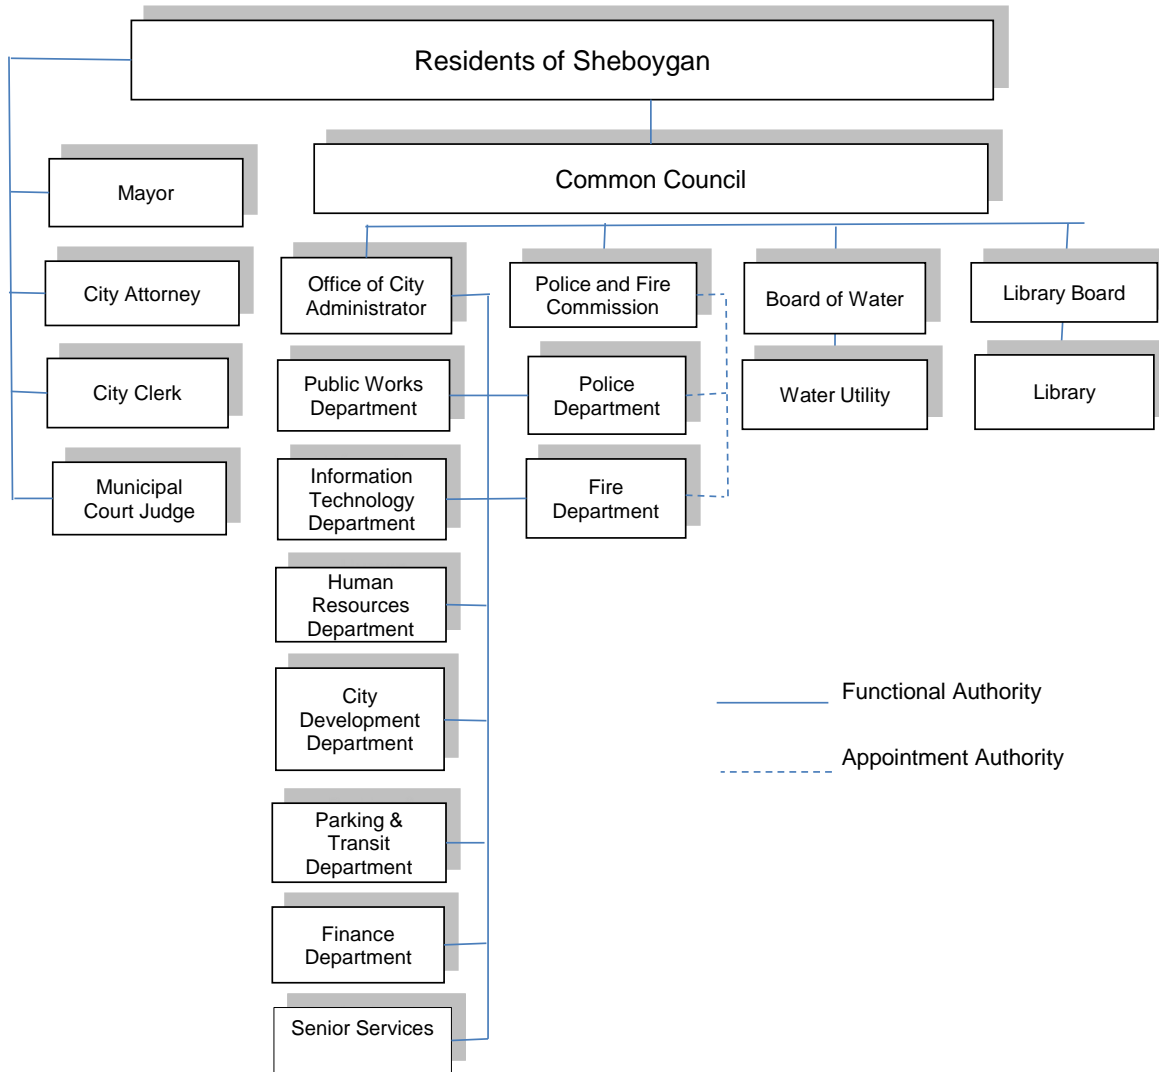 Residents of Sheboygan
Common Council
Mayor
City Attorney
City Clerk
Municipal
Court Judge
Office of City
Administrator
Police and Fire
Commission
Board of Water
Library Board
Public Works
Department
Police
Department
Water Utility
Library
Information
Technology
Department
Fire
Department
Human
Resources
Department
City
Development
Department
Parking &
Transit
Department
Finance
Department
Senior Services
Functional Authority
Appointment Authority